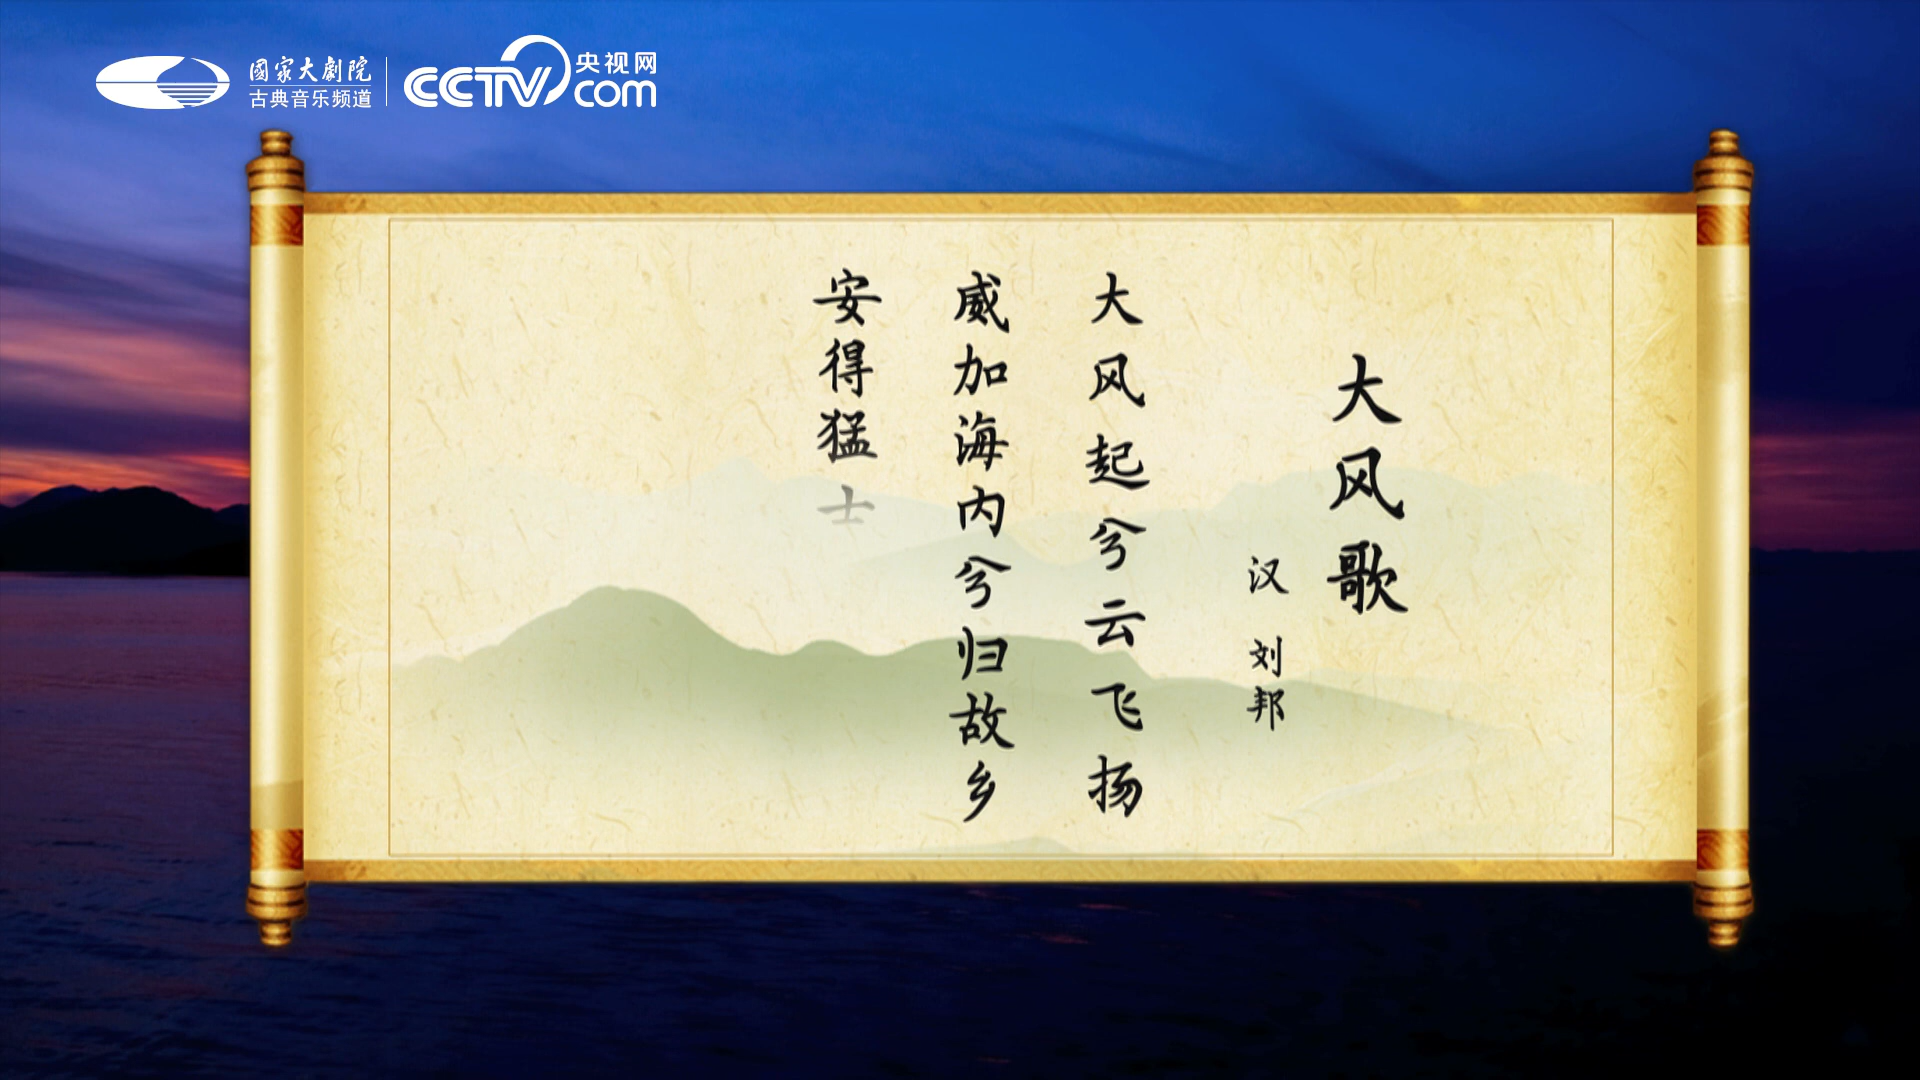 國家大劇院
古典音乐频道
CCTV.com
央视网
大风歌
汉 刘邦
大风起兮云飞扬
威加海内兮归故乡
安得猛士